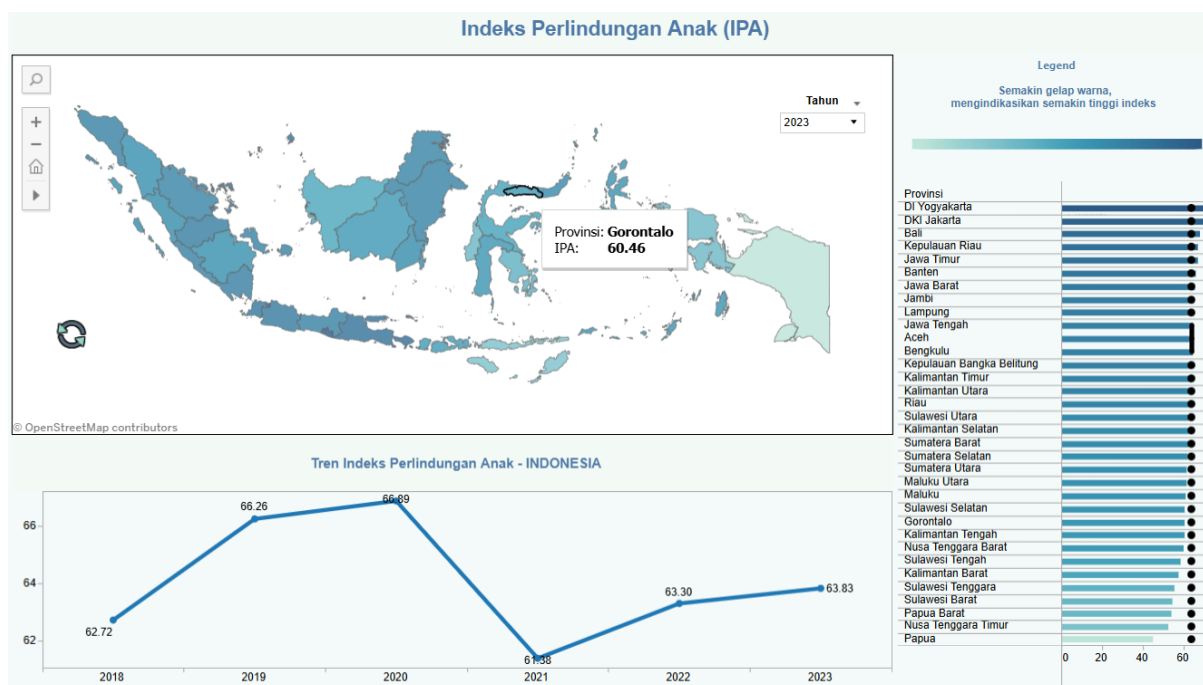 Indeks Perlindungan Anak (IPA)
Tahun
2023
Provinsi: Gorontalo
IPA: 60.46
© OpenStreetMap contributors
Legend
Semakin gelap warna,
mengindikasikan semakin tinggi indeks
Provinsi
DI Yogyakarta
DKI Jakarta
Bali
Kepulauan Riau
Jawa Timur
Banten
Jawa Barat
Jambi
Lampung
Jawa Tengah
Aceh
Bengkulu
Kepulauan Bangka Belitung
Kalimantan Timur
Kalimantan Utara
Riau
Sulawesi Utara
Kalimantan Selatan
Sumatera Barat
Sumatera Selatan
Sumatera Utara
Maluku Utara
Maluku
Sulawesi Selatan
Gorontalo
Kalimantan Tengah
Nusa Tenggara Barat
Sulawesi Tengah
Kalimantan Barat
Sulawesi Tenggara
Sulawesi Barat
Papua Barat
Nusa Tenggara Timur
Papua
0 20 40 60
Tren Indeks Perlindungan Anak - INDONESIA
66
64
62
62.72
66.26
66.89
61.38
63.30
63.83
2018 2019 2020 2021 2022 2023